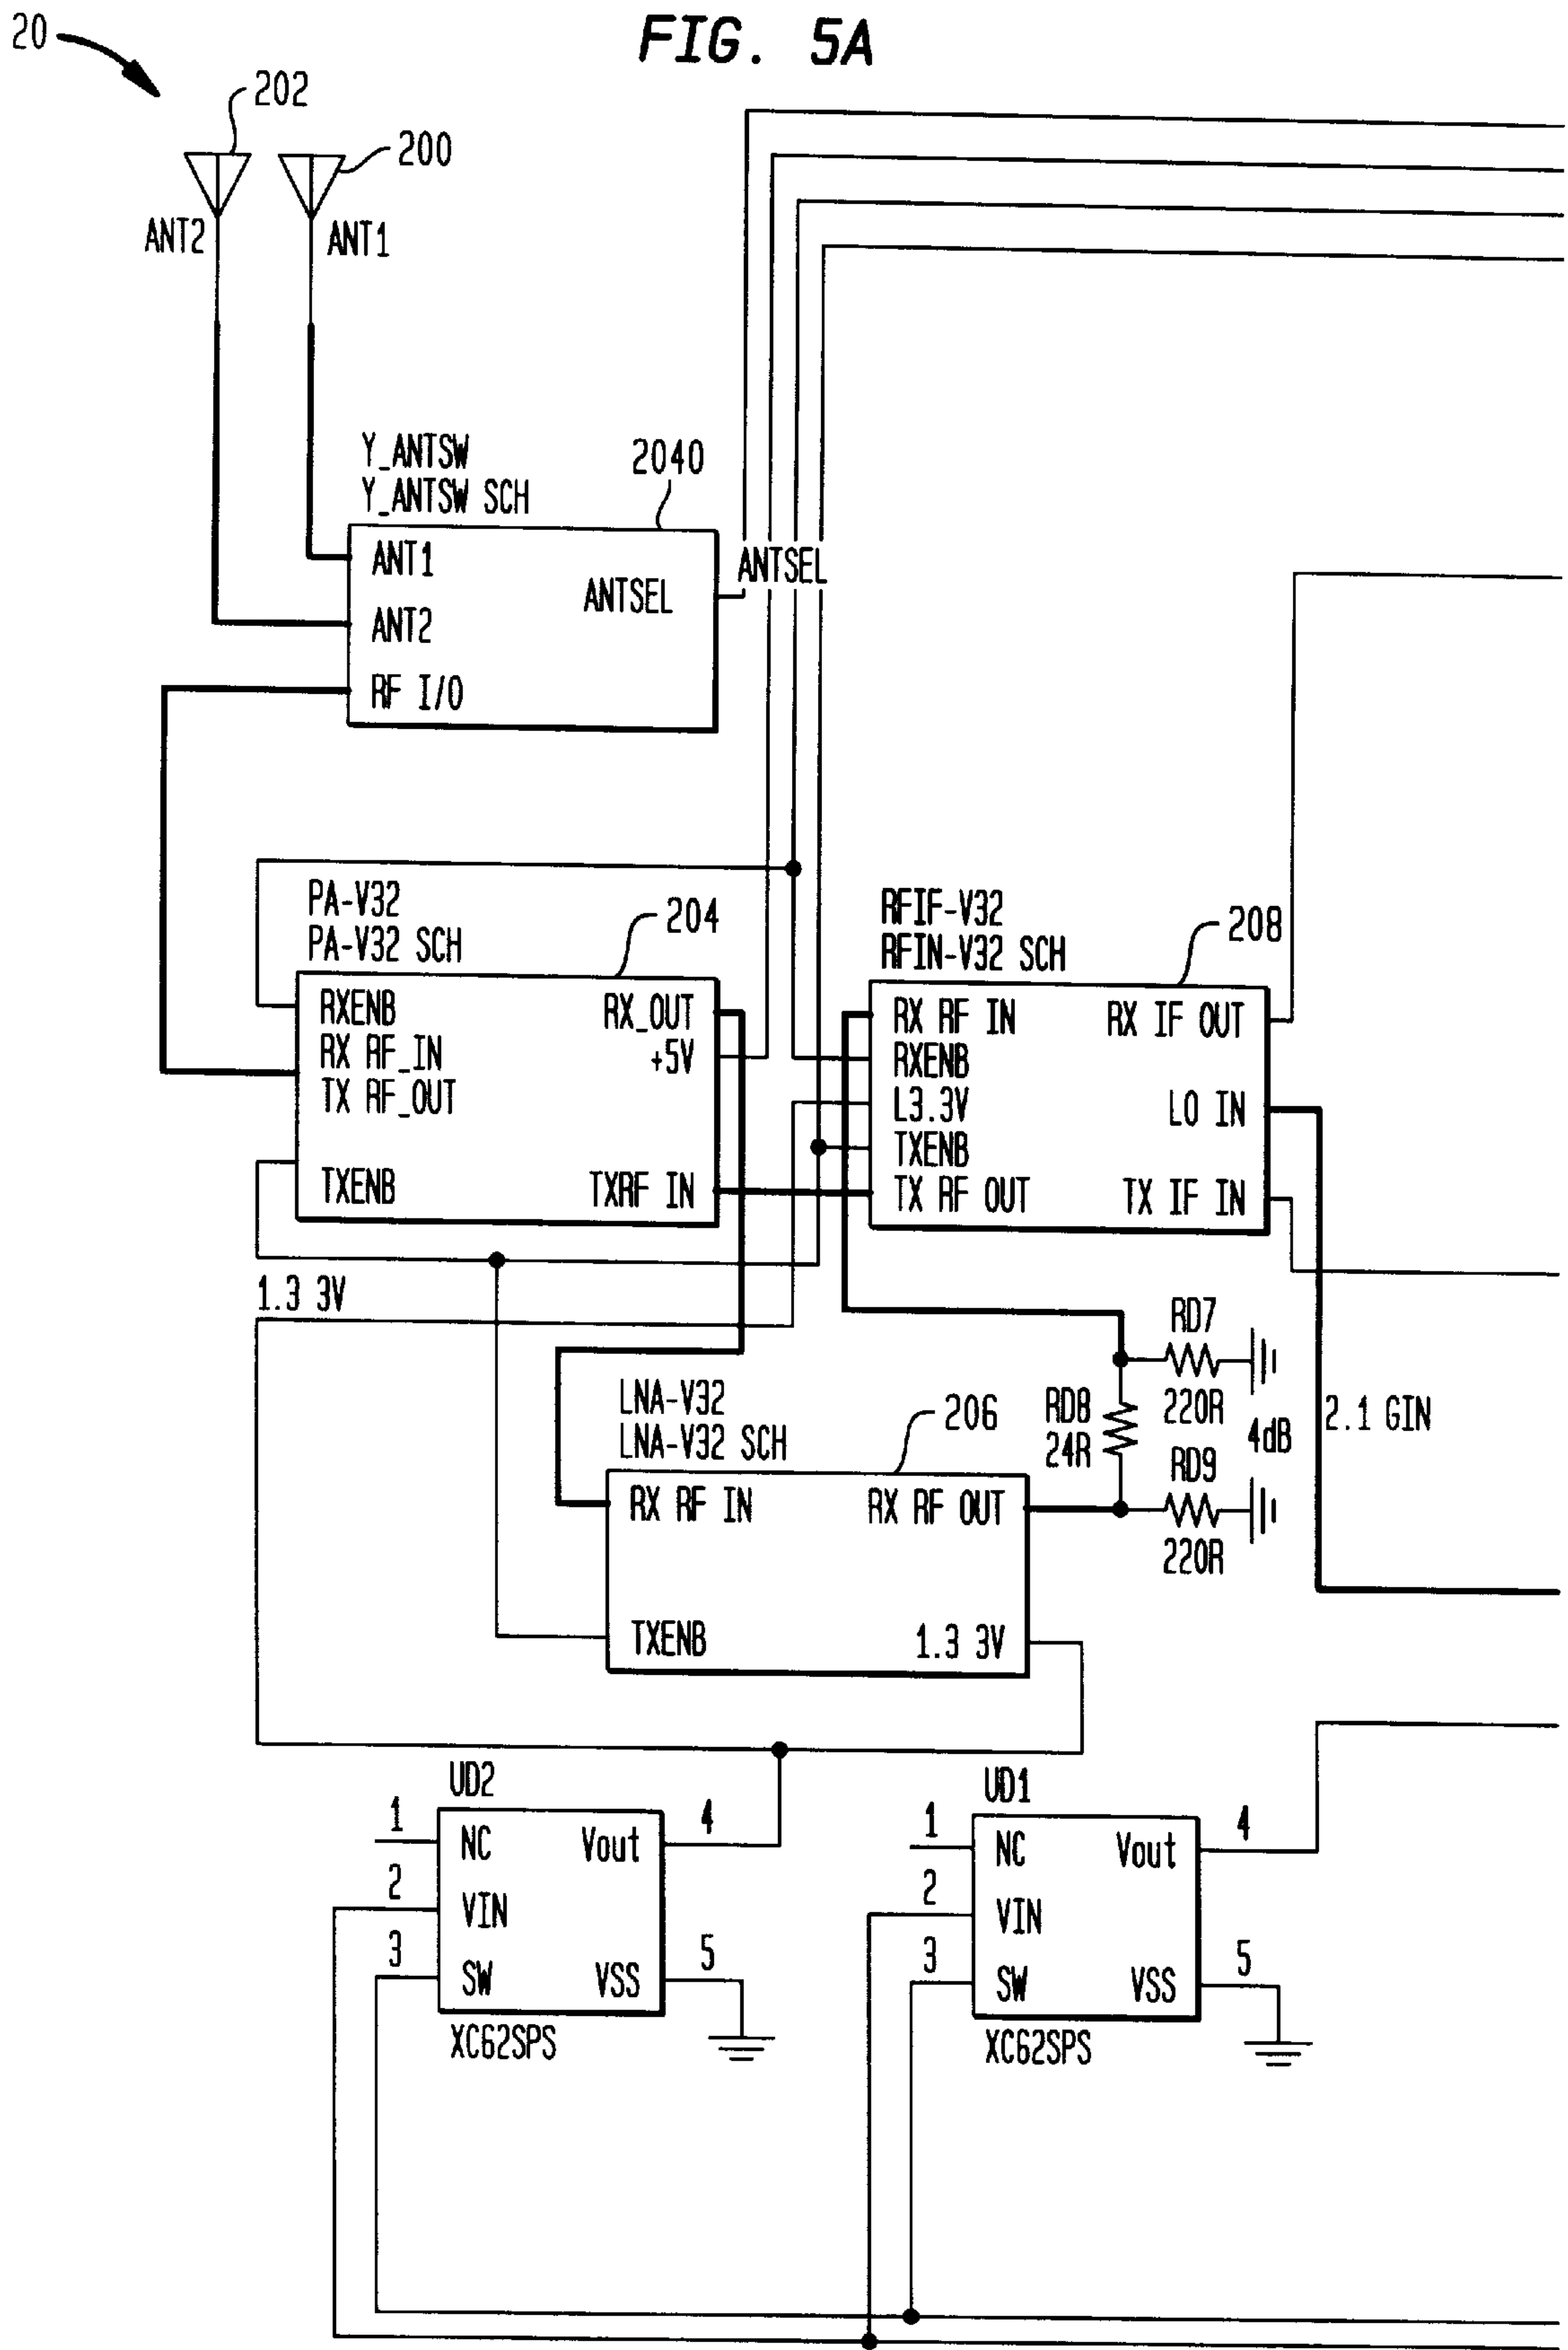 FIG. 5A
20
202
200
ANT2
ANT1
Y_ANTSW
Y_ANTSW SCH
2040
ANT1
ANTSEL
ANTSEL
ANT2
RF I/O
PA-V32
PA-V32 SCH
204
RXENB
RX_OUT
RX RF_IN
+5V
TX RF_OUT
TXENB
TXRF IN
RFIF-V32
RFIN-V32 SCH
208
RX RF IN
RX IF OUT
RXENB
L3.3V
LO IN
TXENB
TX RF OUT
TX IF IN
1.3 3V
RD7
220R
RD8
24R
4dB
2.1 GIN
RD9
220R
LNA-V32
LNA-V32 SCH
206
RX RF IN
RX RF OUT
TXENB
1.3 3V
UD2
1
NC
Vout
4
2
VIN
3
SW
VSS
5
XC62SPS
UD1
1
NC
Vout
4
2
VIN
3
SW
VSS
5
XC62SPS